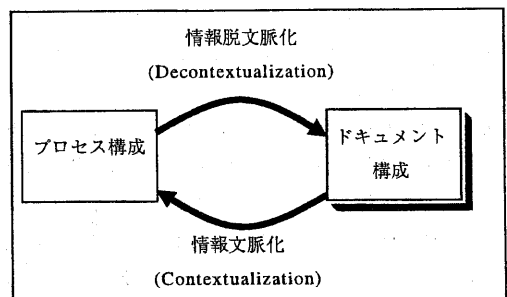 情報脱文脈化
(Decontextualization)
プロセス構成
ドキュメント
構成
情報文脈化
(Contextualization)